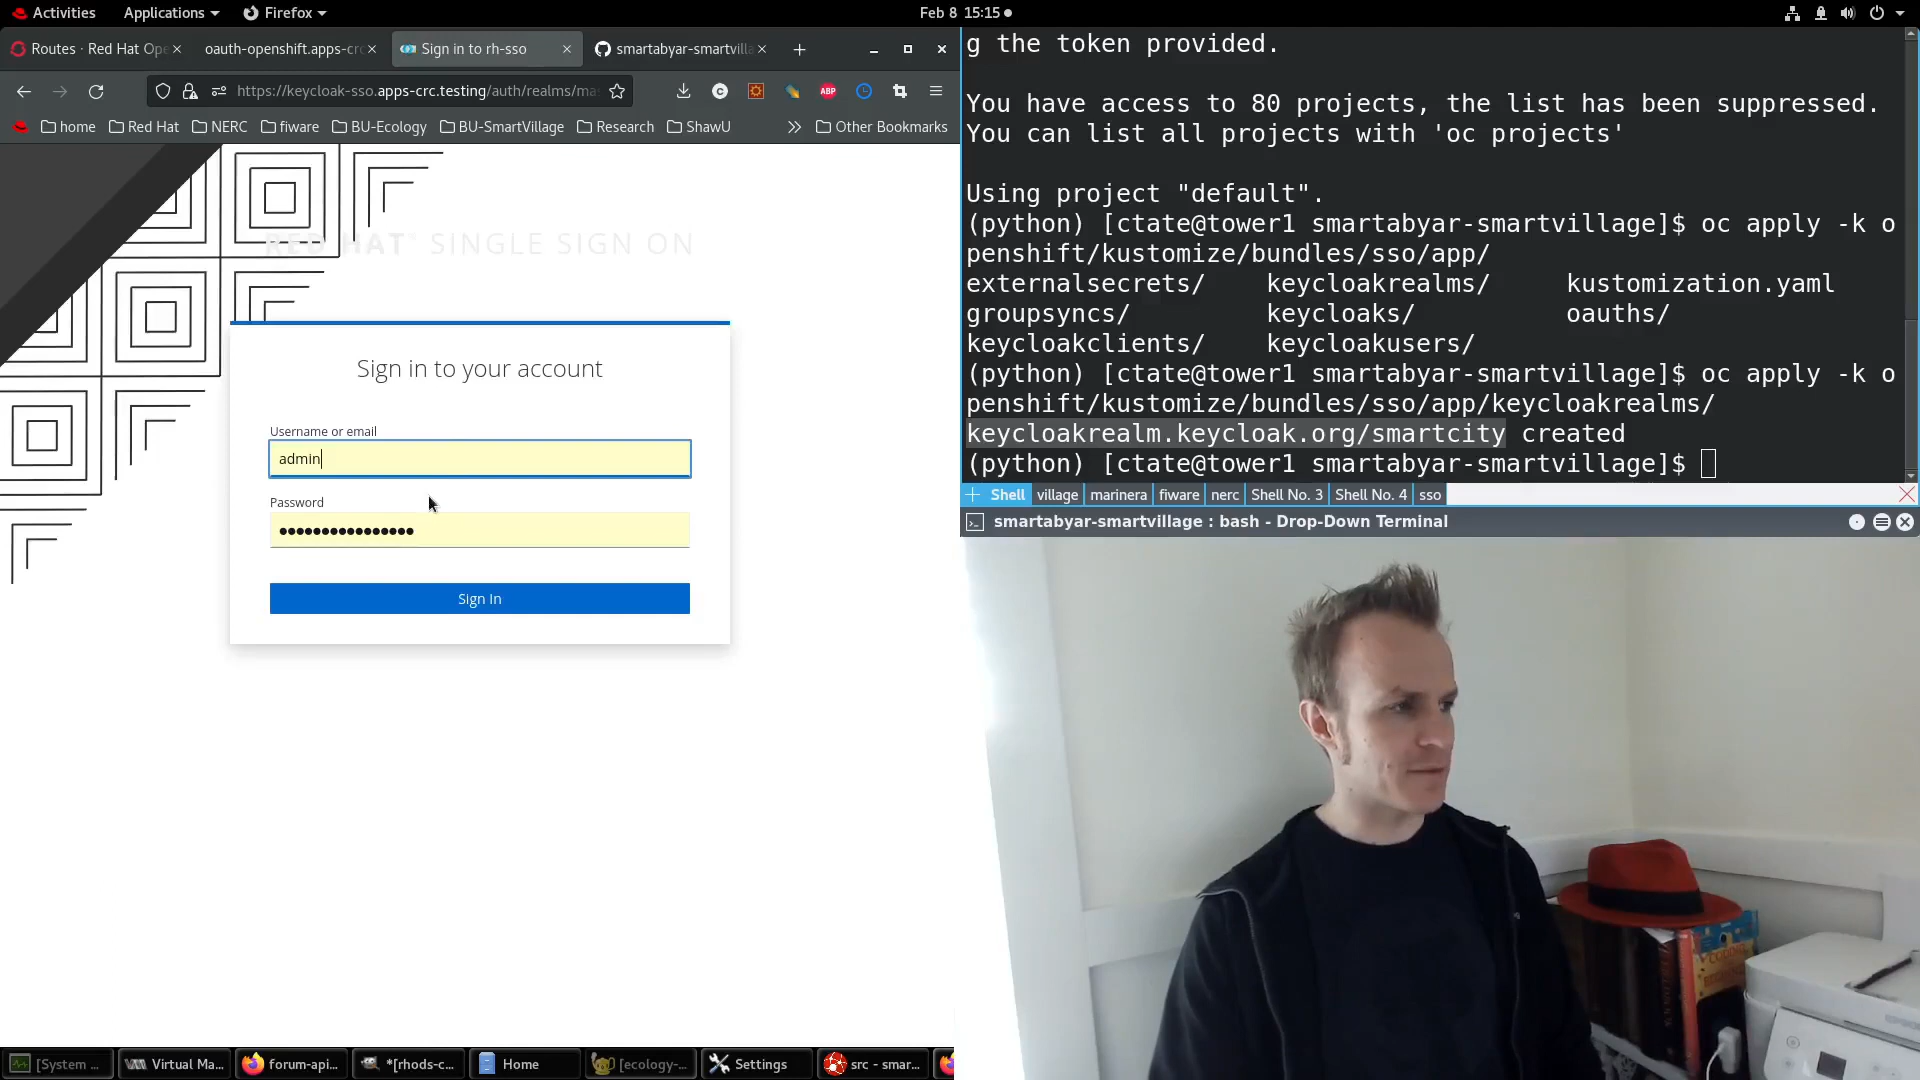 Activities
Applications
Firefox
Feb 8 15:15
Routes · Red Hat Ope
oauth-openshift.apps-crc
Sign in to rh-sso
smartabyar-smartvilla
https://keycloak-sso.apps-crc.testing/auth/realms/mas
ABP
home
Red Hat
NERC
fiware
BU-Ecology
BU-SmartVillage
Research
ShawU
Other Bookmarks
RED HAT SINGLE SIGN ON
Sign in to your account
Username or email
admin
Password
Sign In
g the token provided.
You have access to 80 projects, the list has been suppressed.
You can list all projects with 'oc projects'
Using project "default".
(python) [ctate@tower1 smartabyar-smartvillage]$ oc apply -k o
penshift/kustomize/bundles/sso/app/
externalsecrets/ keycloakrealms/ kustomization.yaml
groupsyncs/ keycloaks/ oauths/
keycloakclients/ keycloakusers/
(python) [ctate@tower1 smartabyar-smartvillage]$ oc apply -k o
penshift/kustomize/bundles/sso/app/keycloakrealms/
keycloakrealm.keycloak.org/smartcity created
(python) [ctate@tower1 smartabyar-smartvillage]$
Shell
village
marinera
fiware
nerc
Shell No. 3
Shell No. 4
sso
smartabyar-smartvillage : bash - Drop-Down Terminal
[System ...
Virtual Ma...
forum-api...
*[rhods-c...
Home
[ecology-...
Settings
src - smar...